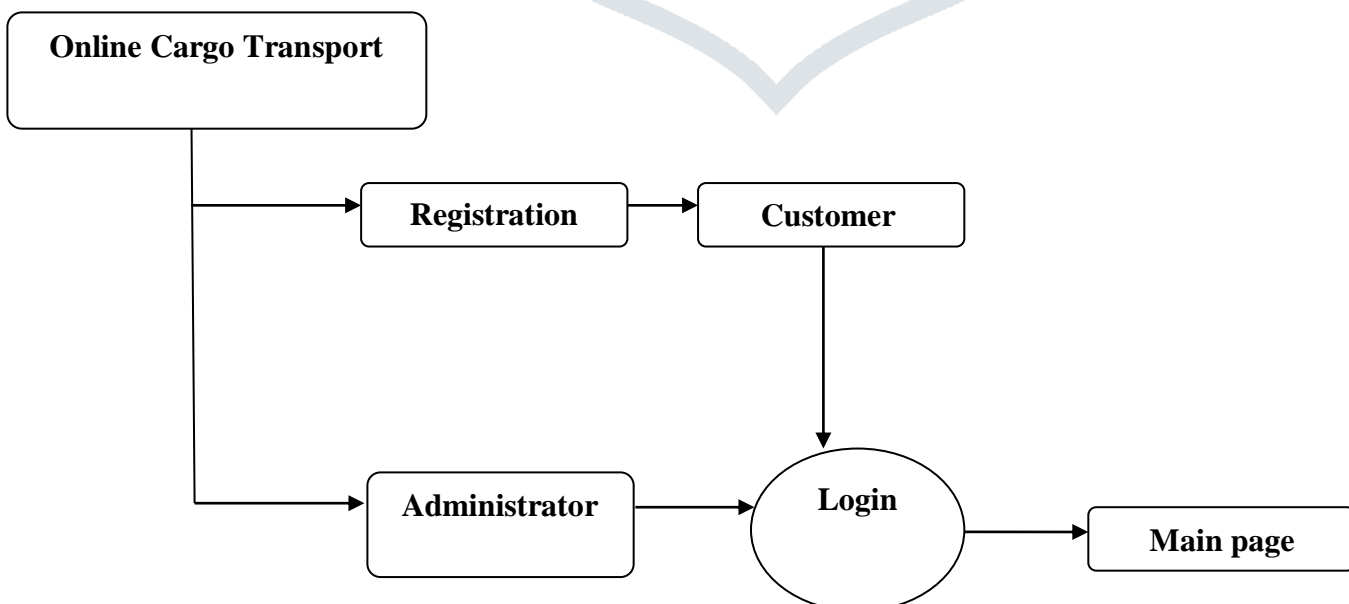 Online Cargo Transport
Registration
Customer
Administrator
Login
Main page